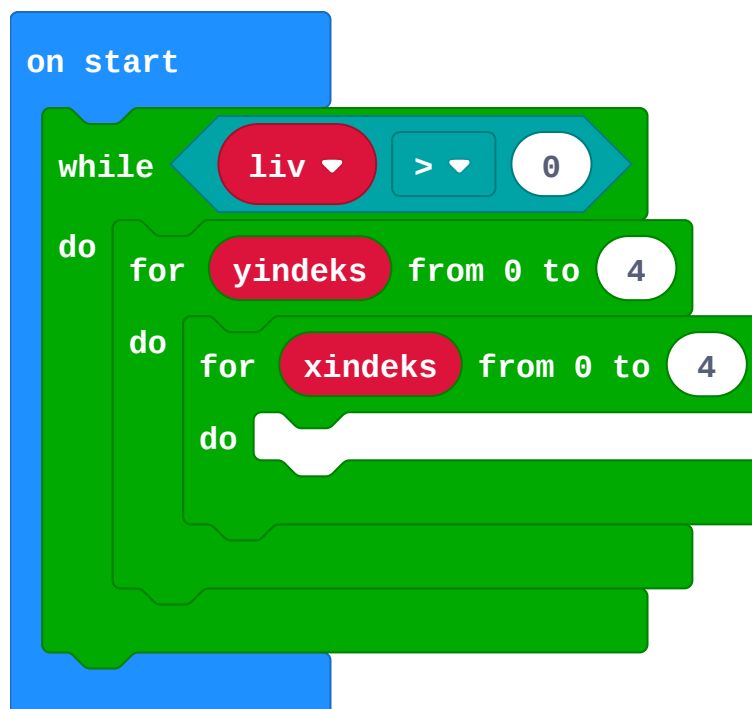 on start
while liv > 0
do
for yindeks from 0 to 4
do
for xindeks from 0 to 4
do